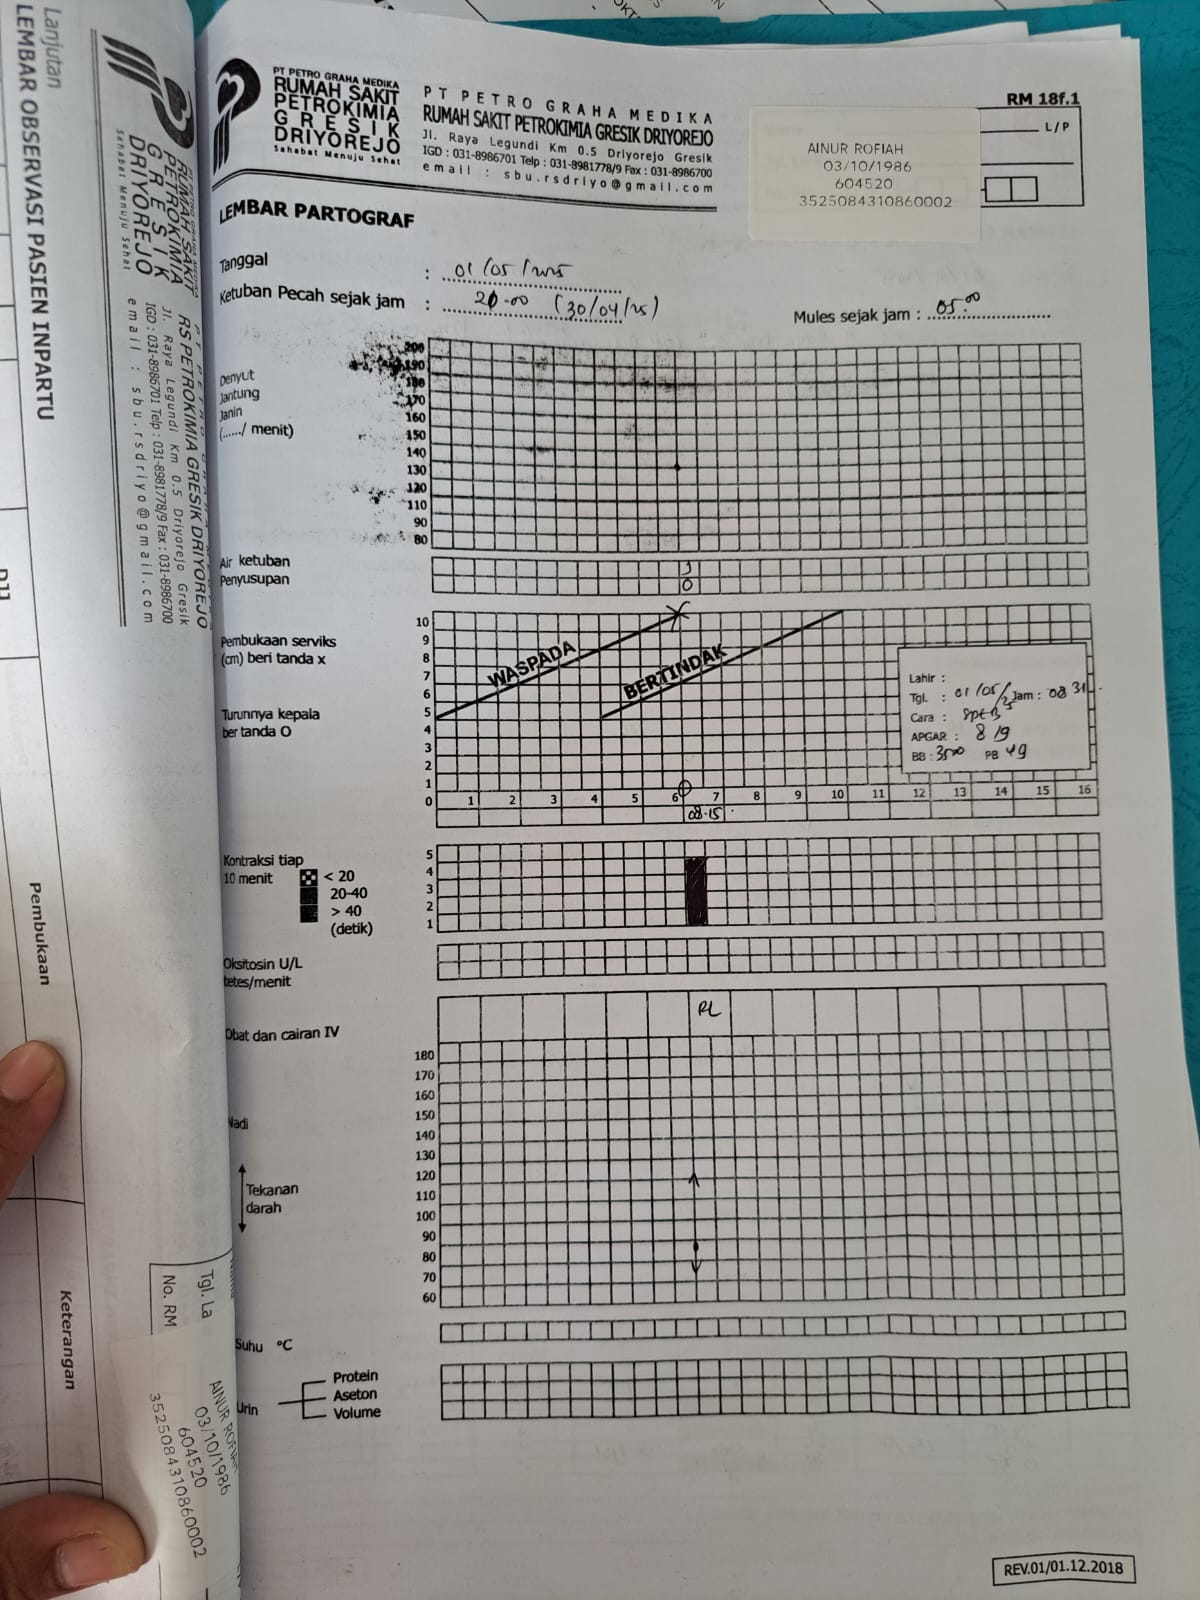 Lanjutan
LEMBAR OBSERVASI PASIEN INPARTU
PT PETRO GRAHA MEDIKA
RUMAH SAKIT
PETROKIMIA
GRESIK
DRIYOREJO
Sahabat Menuju Sehat
RS PETROKIMIA GRESIK DRIYOREJO
Jl. Raya Legundi Km 0.5 Driyorejo Gresik
IGD : 031-8986701 Telp : 031-8981778/9 Fax : 031-8986700
email : sbu.rsdriyo@gmail.com
Pembukaan
Keterangan
Tgl. La
No. RM
AINUR ROFIAH
03/10/1986
604520
3525084310860002
PT PETRO GRAHA MEDIKA
RUMAH SAKIT
PETROKIMIA
GRESIK
DRIYOREJO
Sahabat Menuju Sehat
PT PETRO GRAHA MEDIKA
RUMAH SAKIT PETROKIMIA GRESIK DRIYOREJO
Jl. Raya Legundi Km 0.5 Driyorejo Gresik
IGD : 031-8986701 Telp : 031-8981778/9 Fax : 031-8986700
email : sbu.rsdriyo@gmail.com
RM 18f.1
L/P
AINUR ROFIAH
03/10/1986
604520
3525084310860002
LEMBAR PARTOGRAF
Tanggal : 01/05/2025
Ketuban Pecah sejak jam : (30/04/25)
Mules sejak jam : 05.00
Denyut
Jantung
Janin
(....../ menit)
200
190
180
170
160
150
140
130
120
110
90
80
Air ketuban
Penyusupan
J
0
Pembukaan serviks
(cm) beri tanda x
Turunnya kepala
ber tanda O
10
9
8
7
6
5
4
3
2
1
0
WASPADA
BERTINDAK
1 2 3 4 5 6 7 8 9 10 11 12 13 14 15 16
08.15
Lahir :
Tgl. : 01/05/25 Jam : 08 31
Cara : Spt B
APGAR : 8/9
BB : 3500 PB 49
Kontraksi tiap
10 menit
< 20
20-40
> 40
(detik)
5
4
3
2
1
Oksitosin U/L
tetes/menit
Obat dan cairan IV
RL
Nadi
Tekanan
darah
180
170
160
150
140
130
120
110
100
90
80
70
60
Suhu °C
Urin
Protein
Aseton
Volume
REV.01/01.12.2018